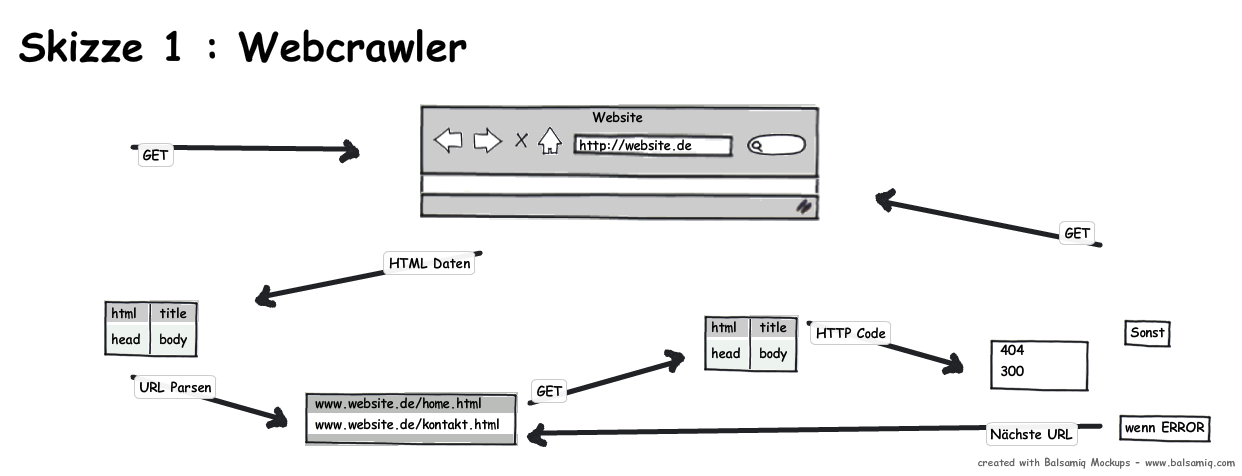 Skizze 1 : Webcrawler
Website
http://website.de
GET
GET
HTML Daten
html title
head body
URL Parsen
www.website.de/home.html
www.website.de/kontakt.html
GET
html title
head body
HTTP Code
404
300
Sonst
wenn ERROR
Nächste URL
created with Balsamiq Mockups - www.balsamiq.com